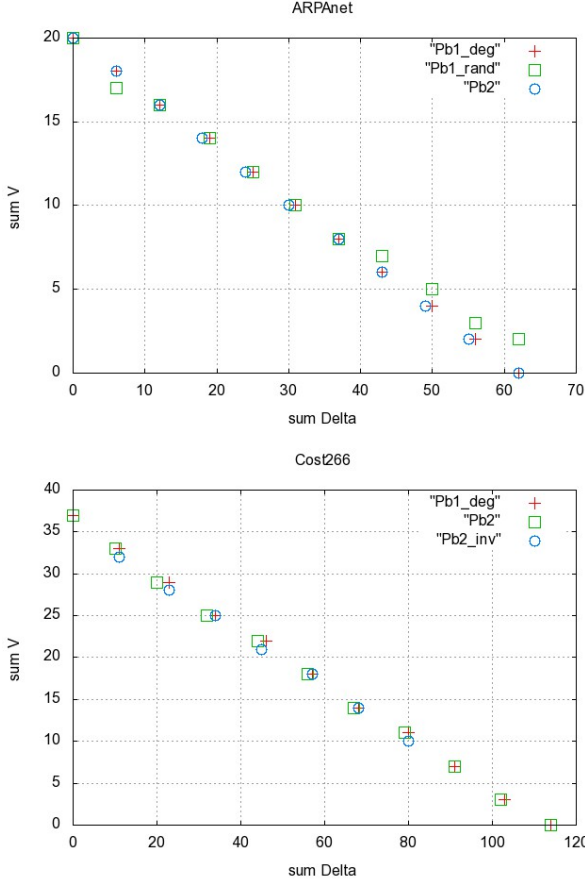 ARPAnet
20
"Pb1_deg"
"Pb1_rand"
"Pb2"
15
10
5
0
sum V
0 10 20 30 40 50 60 70
sum Delta
Cost266
40
"Pb1_deg"
35
"Pb2"
"Pb2_inv"
30
25
20
15
10
5
0
sum V
0 20 40 60 80 100 120
sum Delta